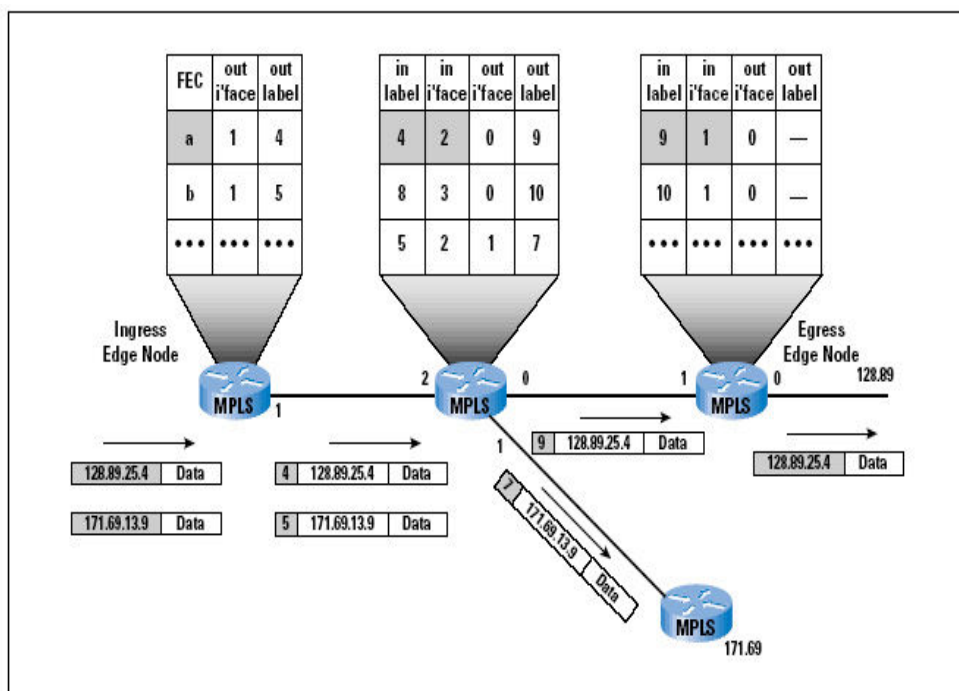 FEC out i'face out label
a 1 4
b 1 5
••• ••• •••
in label in i'face out i'face out label
4 2 0 9
8 3 0 10
5 2 1 7
in label in i'face out i'face out label
9 1 0 —
10 1 0 —
••• ••• ••• •••
Ingress
Edge Node
Egress
Edge Node
MPLS
1
2
MPLS
0
1
1
MPLS
0
128.89
128.89.25.4 Data
171.69.13.9 Data
4 128.89.25.4 Data
5 171.69.13.9 Data
9 128.89.25.4 Data
128.89.25.4 Data
7 171.69.13.9 Data
MPLS
171.69